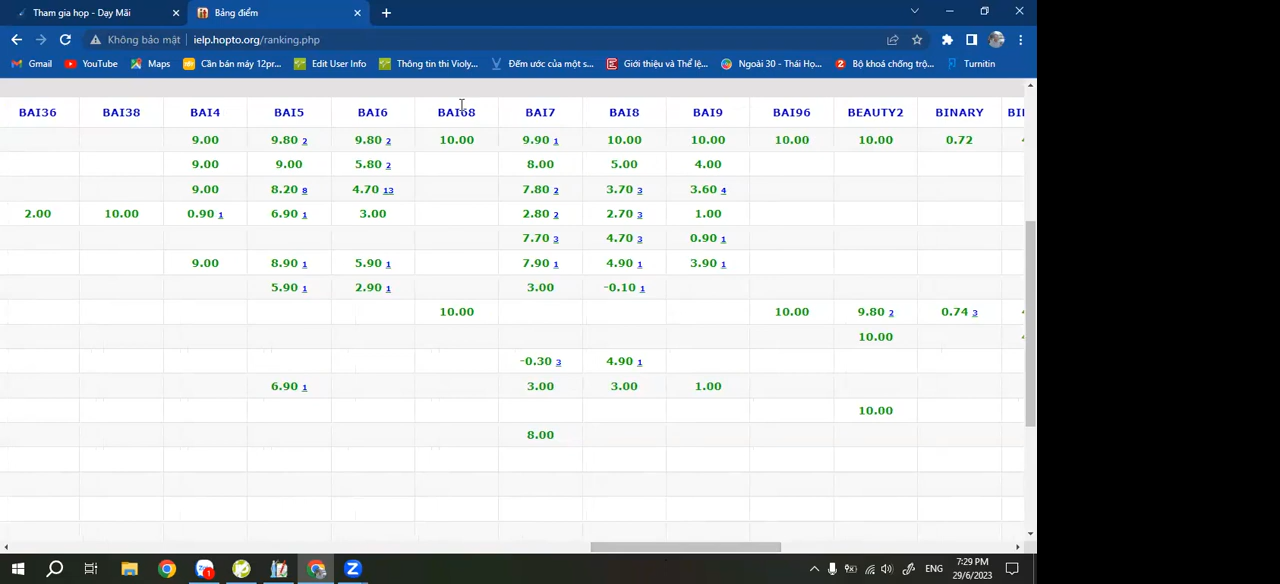 Tham gia họp - Dạy Mãi
Bảng điểm
Không bảo mật ielp.hopto.org/ranking.php
Gmail YouTube Maps Cần bán máy 12pr... Edit User Info Thông tin thi Violy... Đếm ước của một s... Giới thiệu và Thể lệ... Ngoài 30 - Thái Họ... Bộ khoá chống trộ... Turnitin
BAI36 BAI38 BAI4 BAI5 BAI6 BAI68 BAI7 BAI8 BAI9 BAI96 BEAUTY2 BINARY
9.00 9.80 2 9.80 2 10.00 9.90 1 10.00 10.00 10.00 10.00 0.72
9.00 9.00 5.80 2 8.00 5.00 4.00
9.00 8.20 8 4.70 13 7.80 2 3.70 3 3.60 4
2.00 10.00 0.90 1 6.90 1 3.00 2.80 2 2.70 3 1.00
7.70 3 4.70 3 0.90 1
9.00 8.90 1 5.90 1 7.90 1 4.90 1 3.90 1
5.90 1 2.90 1 3.00 -0.10 1
10.00 10.00 9.80 2 0.74 3
10.00
-0.30 3 4.90 1
6.90 1 3.00 3.00 1.00
10.00
8.00
ENG
7:29 PM
29/6/2023